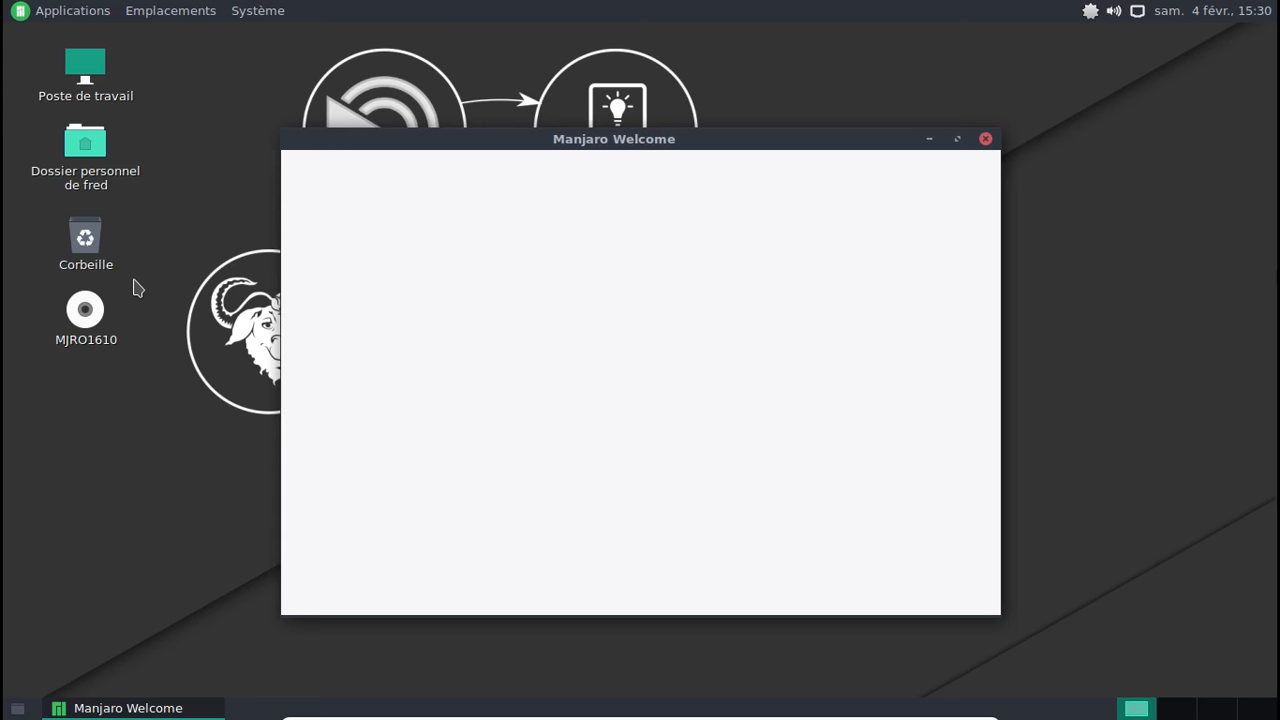 Applications Emplacements Système
sam. 4 févr., 15:30
Poste de travail
Dossier personnel
de fred
Corbeille
MJRO1610
Manjaro Welcome
Manjaro Welcome